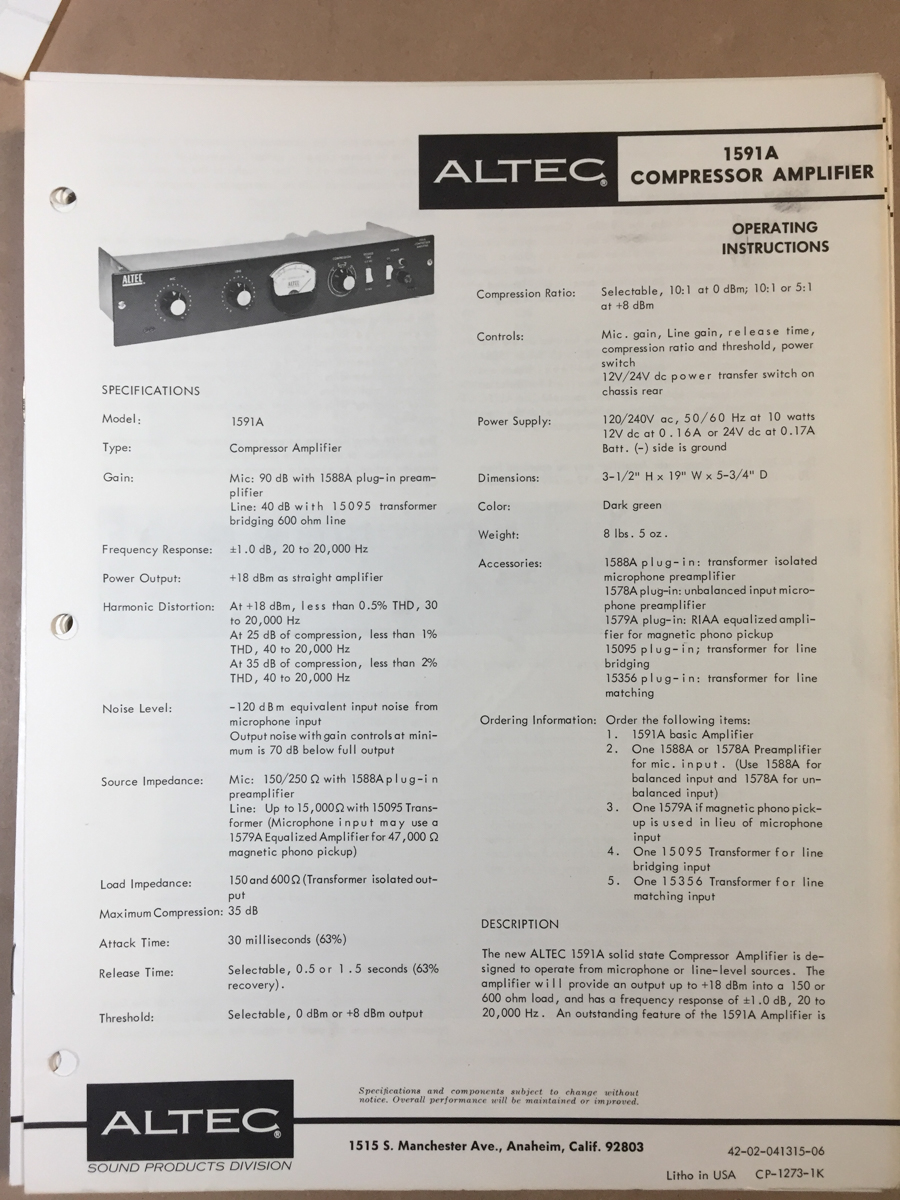 ALTEC®
1591A
COMPRESSOR AMPLIFIER
OPERATING
INSTRUCTIONS
ALTEC
SPECIFICATIONS
Model: 1591A
Type: Compressor Amplifier
Gain: Mic: 90 dB with 1588A plug-in pream-
plifier
Line: 40 dB with 15095 transformer
bridging 600 ohm line
Frequency Response: ±1.0 dB, 20 to 20,000 Hz
Power Output: +18 dBm as straight amplifier
Harmonic Distortion: At +18 dBm, less than 0.5% THD, 30
to 20,000 Hz
At 25 dB of compression, less than 1%
THD, 40 to 20,000 Hz
At 35 dB of compression, less than 2%
THD, 40 to 20,000 Hz
Noise Level: -120 dBm equivalent input noise from
microphone input
Output noise with gain controls at mini-
mum is 70 dB below full output
Source Impedance: Mic: 150/250 Ω with 1588A plug-in
preamplifier
Line: Up to 15,000Ω with 15095 Trans-
former (Microphone input may use a
1579A Equalized Amplifier for 47,000 Ω
magnetic phono pickup)
Load Impedance: 150 and 600Ω (Transformer isolated out-
put
Maximum Compression: 35 dB
Attack Time: 30 milliseconds (63%)
Release Time: Selectable, 0.5 or 1.5 seconds (63%
recovery).
Threshold: Selectable, 0 dBm or +8 dBm output
Compression Ratio: Selectable, 10:1 at 0 dBm; 10:1 or 5:1
at +8 dBm
Controls: Mic. gain, Line gain, release time,
compression ratio and threshold, power
switch
12V/24V dc power transfer switch on
chassis rear
Power Supply: 120/240V ac, 50/60 Hz at 10 watts
12V dc at 0.16A or 24V dc at 0.17A
Batt. (-) side is ground
Dimensions: 3-1/2" H x 19" W x 5-3/4" D
Color: Dark green
Weight: 8 lbs. 5 oz.
Accessories: 1588A plug-in: transformer isolated
microphone preamplifier
1578A plug-in: unbalanced input micro-
phone preamplifier
1579A plug-in: RIAA equalized ampli-
fier for magnetic phono pickup
15095 plug-in; transformer for line
bridging
15356 plug-in: transformer for line
matching
Ordering Information: Order the following items:
1. 1591A basic Amplifier
2. One 1588A or 1578A Preamplifier
for mic. input. (Use 1588A for
balanced input and 1578A for un-
balanced input)
3. One 1579A if magnetic phono pick-
up is used in lieu of microphone
input
4. One 15095 Transformer for line
bridging input
5. One 15356 Transformer for line
matching input
DESCRIPTION
The new ALTEC 1591A solid state Compressor Amplifier is de-
signed to operate from microphone or line-level sources. The
amplifier will provide an output up to +18 dBm into a 150 or
600 ohm load, and has a frequency response of ±1.0 dB, 20 to
20,000 Hz. An outstanding feature of the 1591A Amplifier is
Specifications and components subject to change without
notice. Overall performance will be maintained or improved.
ALTEC®
SOUND PRODUCTS DIVISION
1515 S. Manchester Ave., Anaheim, Calif. 92803
42-02-041315-06
Litho in USA CP-1273-1K